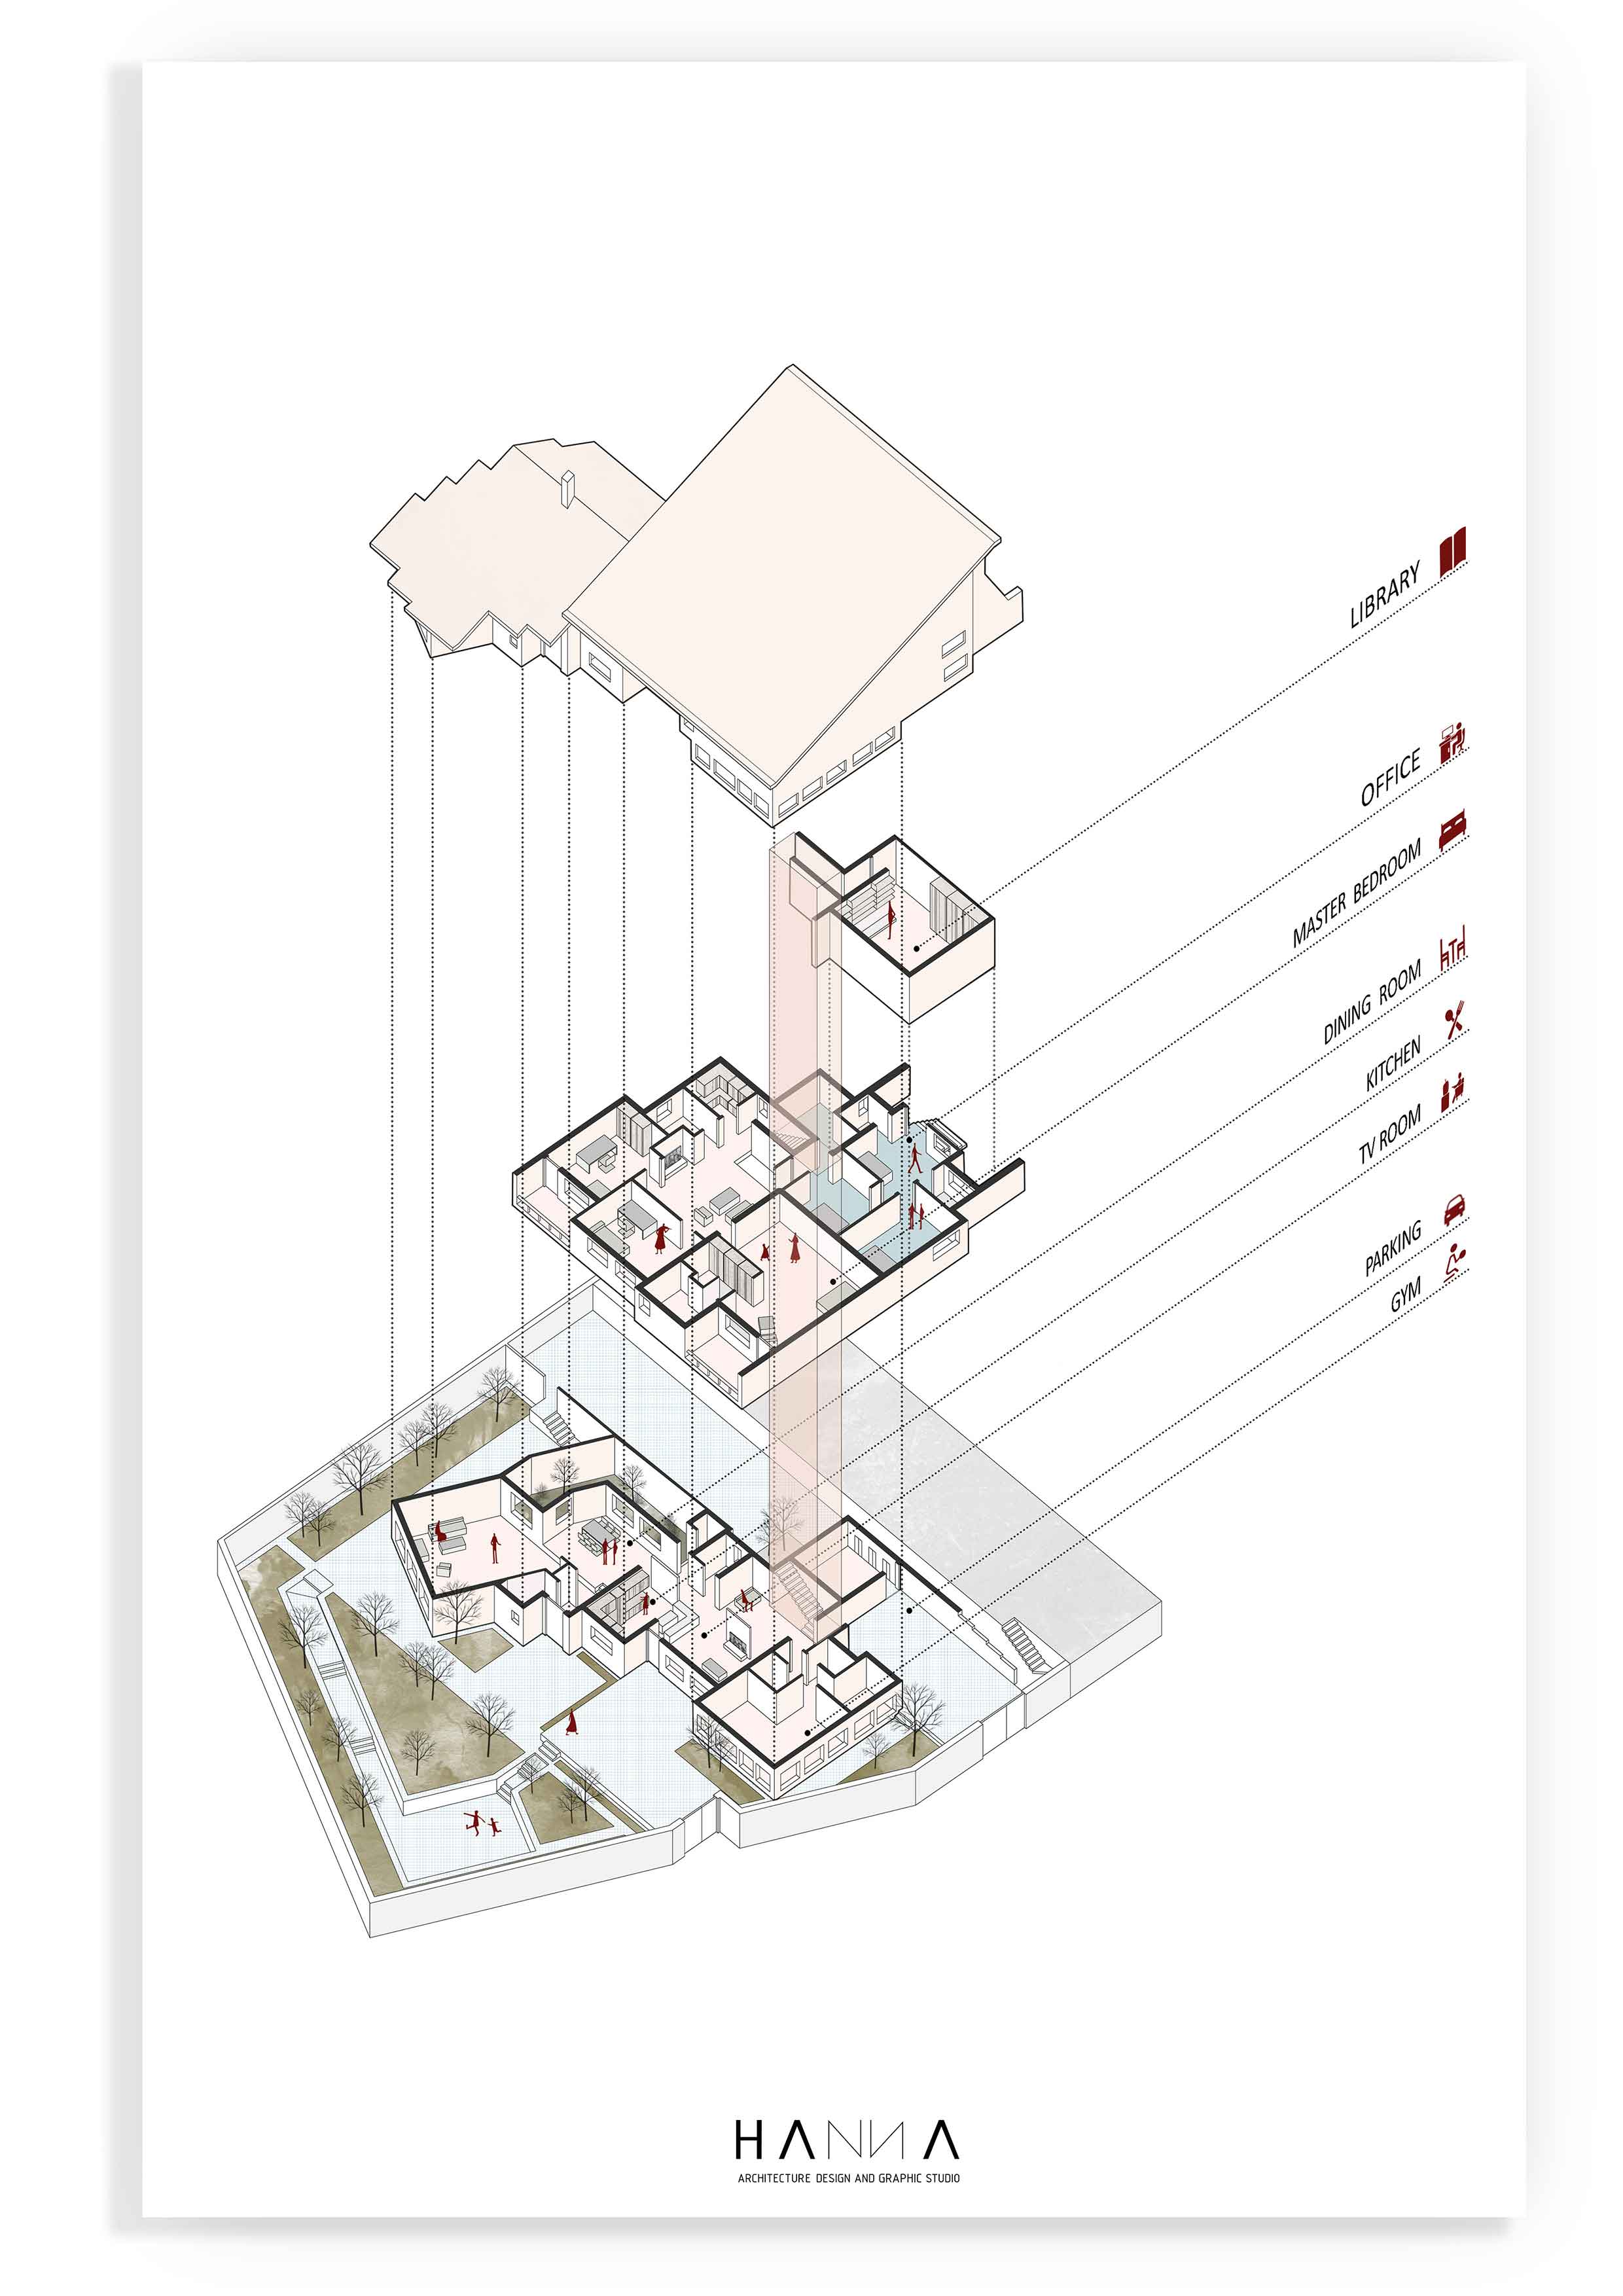 LIBRARY
OFFICE
MASTER BEDROOM
DINING ROOM
KITCHEN
TV ROOM
PARKING
GYM
HANNA
ARCHITECTURE DESIGN AND GRAPHIC STUDIO